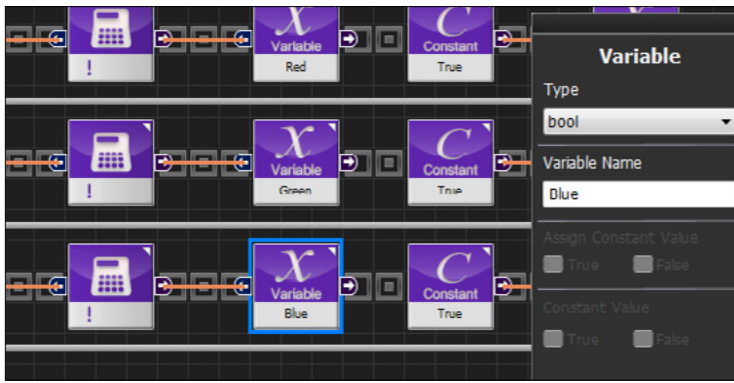 Variable
Constant
!
Red
True
Variable
Constant
!
Green
True
Variable
Constant
!
Blue
True
Variable
Type
bool
Variable Name
Blue
Assign Constant Value
True
False
Constant Value
True
False